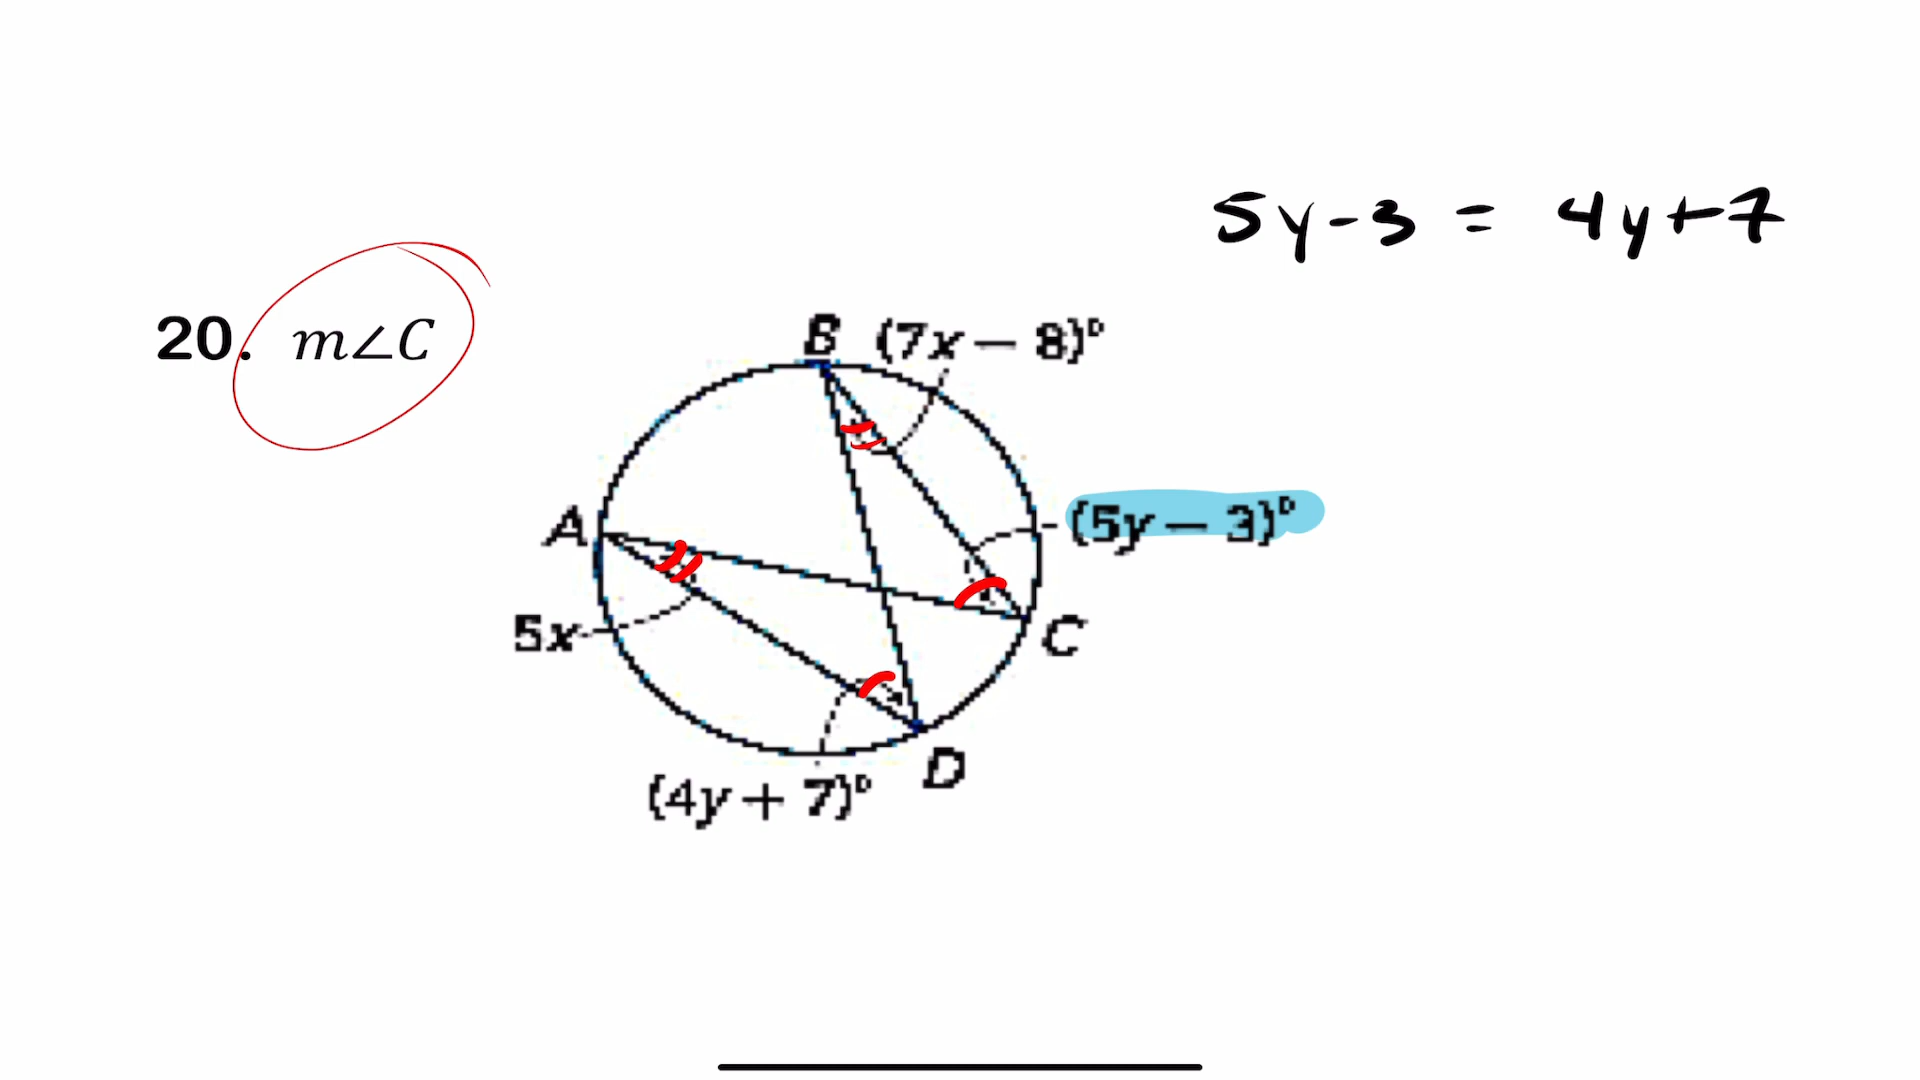 5y-3 = 4y+7
20. m∠C
B (7x − 8)°
A
(5y − 3)°
5x
C
D
(4y + 7)°